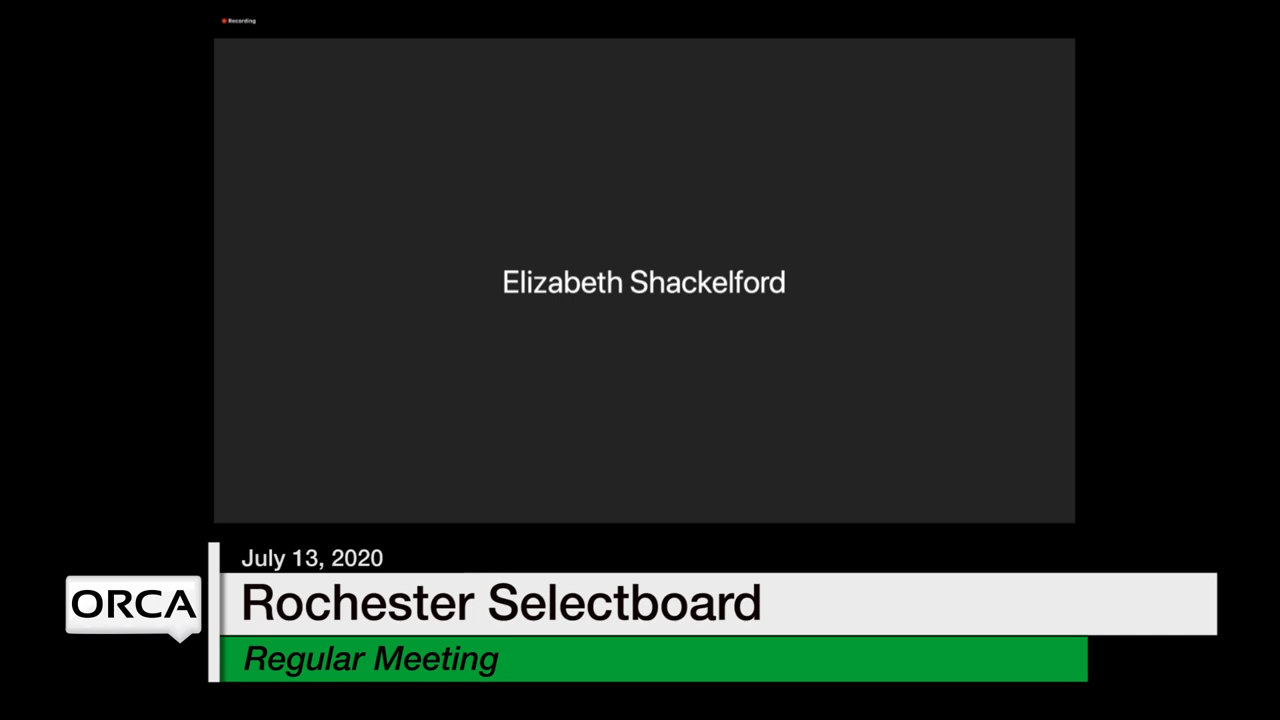 Recording
Elizabeth Shackelford
July 13, 2020
ORCA
Rochester Selectboard
Regular Meeting